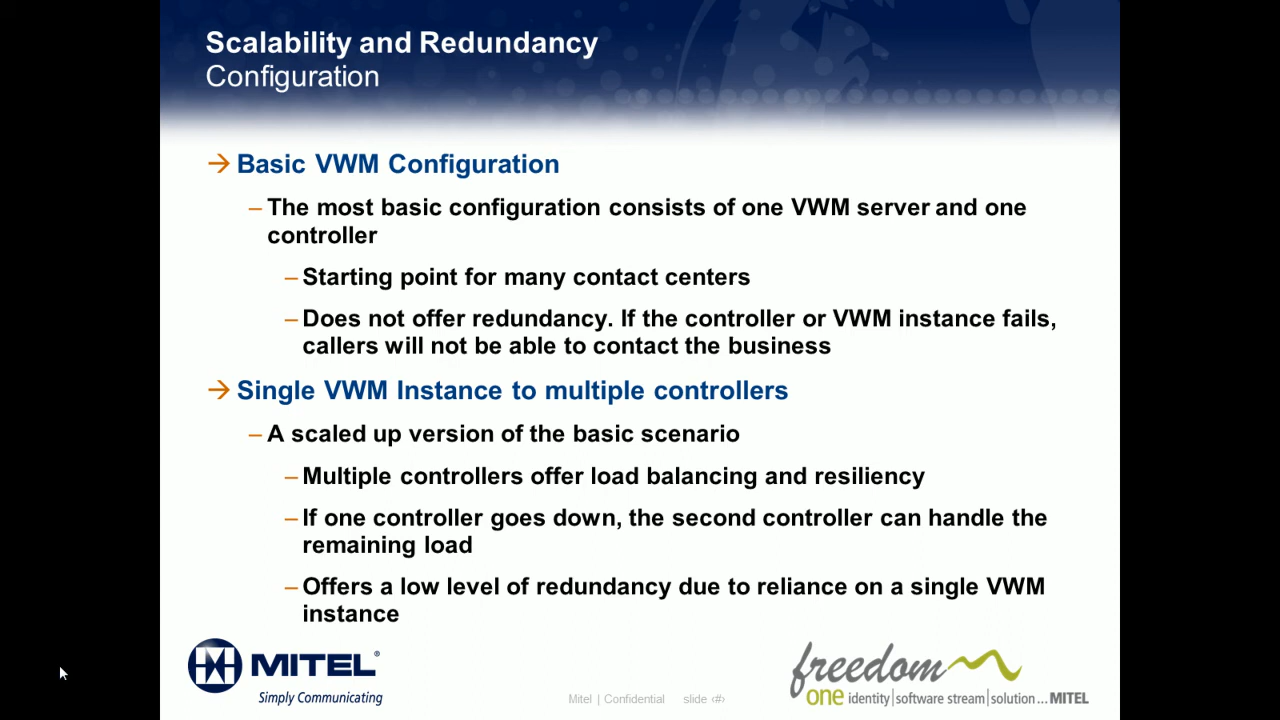 Scalability and Redundancy
Configuration
→ Basic VWM Configuration
– The most basic configuration consists of one VWM server and one
controller
– Starting point for many contact centers
– Does not offer redundancy. If the controller or VWM instance fails,
callers will not be able to contact the business
→ Single VWM Instance to multiple controllers
– A scaled up version of the basic scenario
– Multiple controllers offer load balancing and resiliency
– If one controller goes down, the second controller can handle the
remaining load
– Offers a low level of redundancy due to reliance on a single VWM
instance
MITEL®
Simply Communicating
Mitel | Confidential slide ‹#›
freedom
one identity | software stream | solution ... MITEL